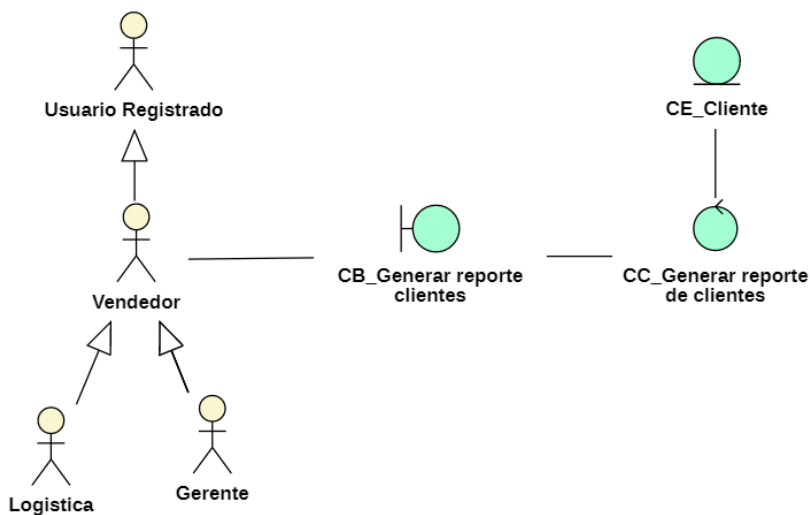 Usuario Registrado
CE_Cliente
Vendedor
CB_Generar reporte
clientes
CC_Generar reporte
de clientes
Logistica
Gerente